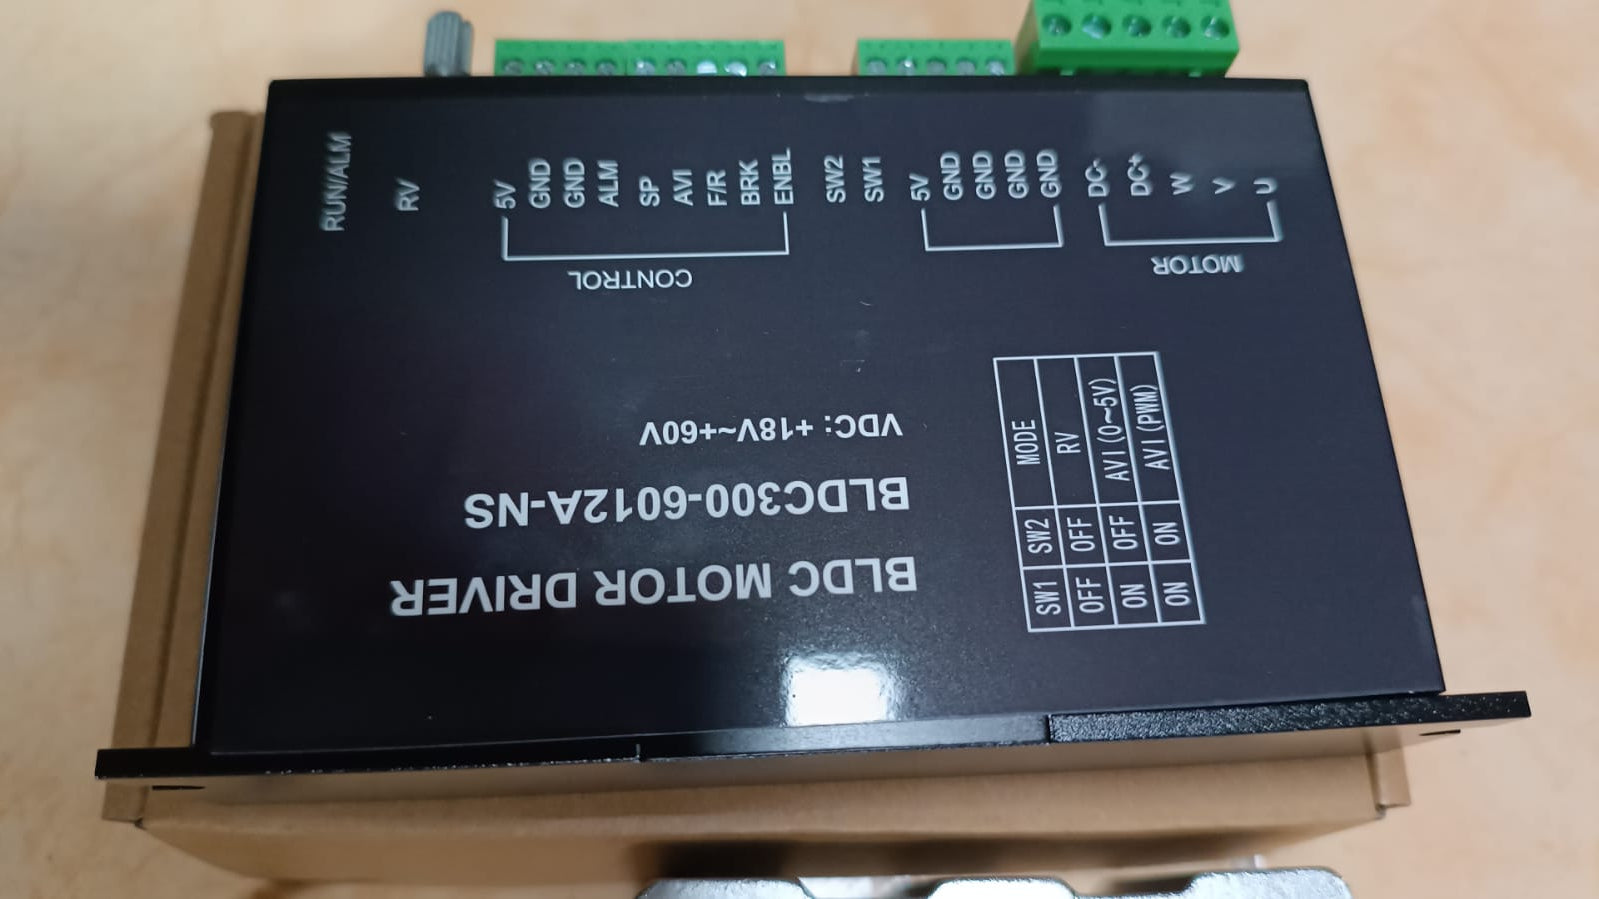 BLDC MOTOR DRIVER
BLDC300-6012A-NS
VDC: +18V~+60V
SW1 SW2 MODE
OFF OFF RV
ON OFF AVI(0~5V)
ON ON AVI(PWM)
MOTOR
U
V
W
DC+
DC-
GND
GND
GND
GND
5V
SW1
SW2
CONTROL
ENBL
BRK
F/R
AVI
SP
ALM
GND
GND
5V
RV
RUN/ALM